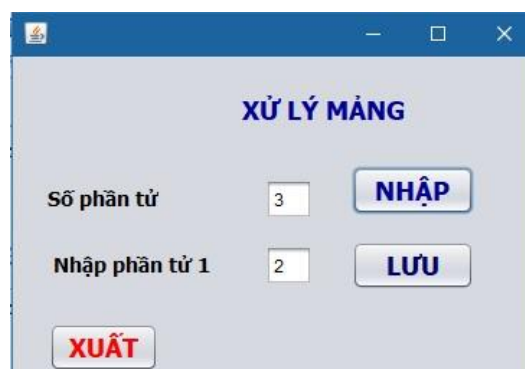 XỬ LÝ MẢNG
Số phần tử 3 NHẬP
Nhập phần tử 1 2 LƯU
XUẤT